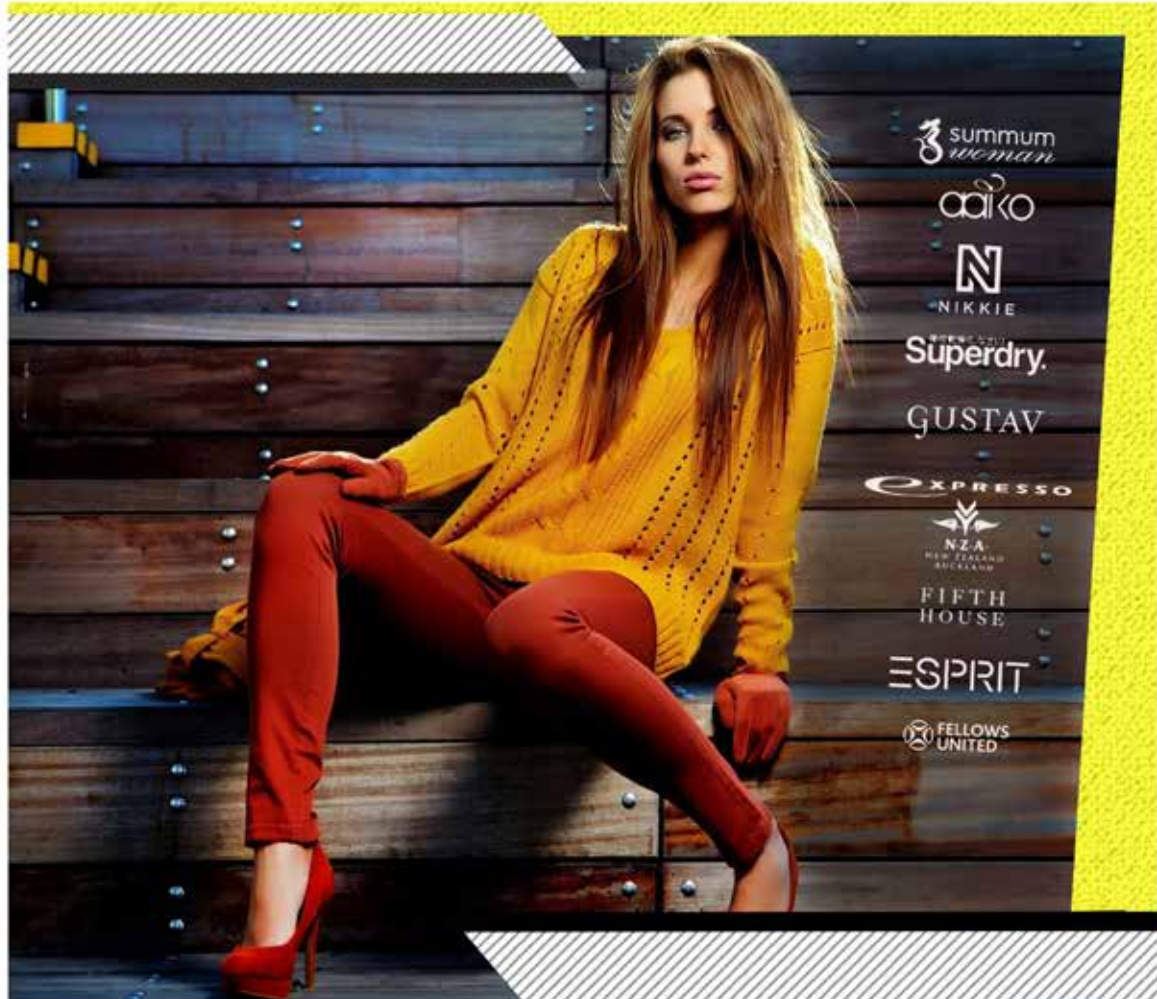 summum
woman
aaiko
N
NIKKIE
Superdry.
GUSTAV
EXPRESSO
N·Z·A
NEW ZEALAND
AUCKLAND
FIFTH
HOUSE
ESPRIT
FELLOWS
UNITED